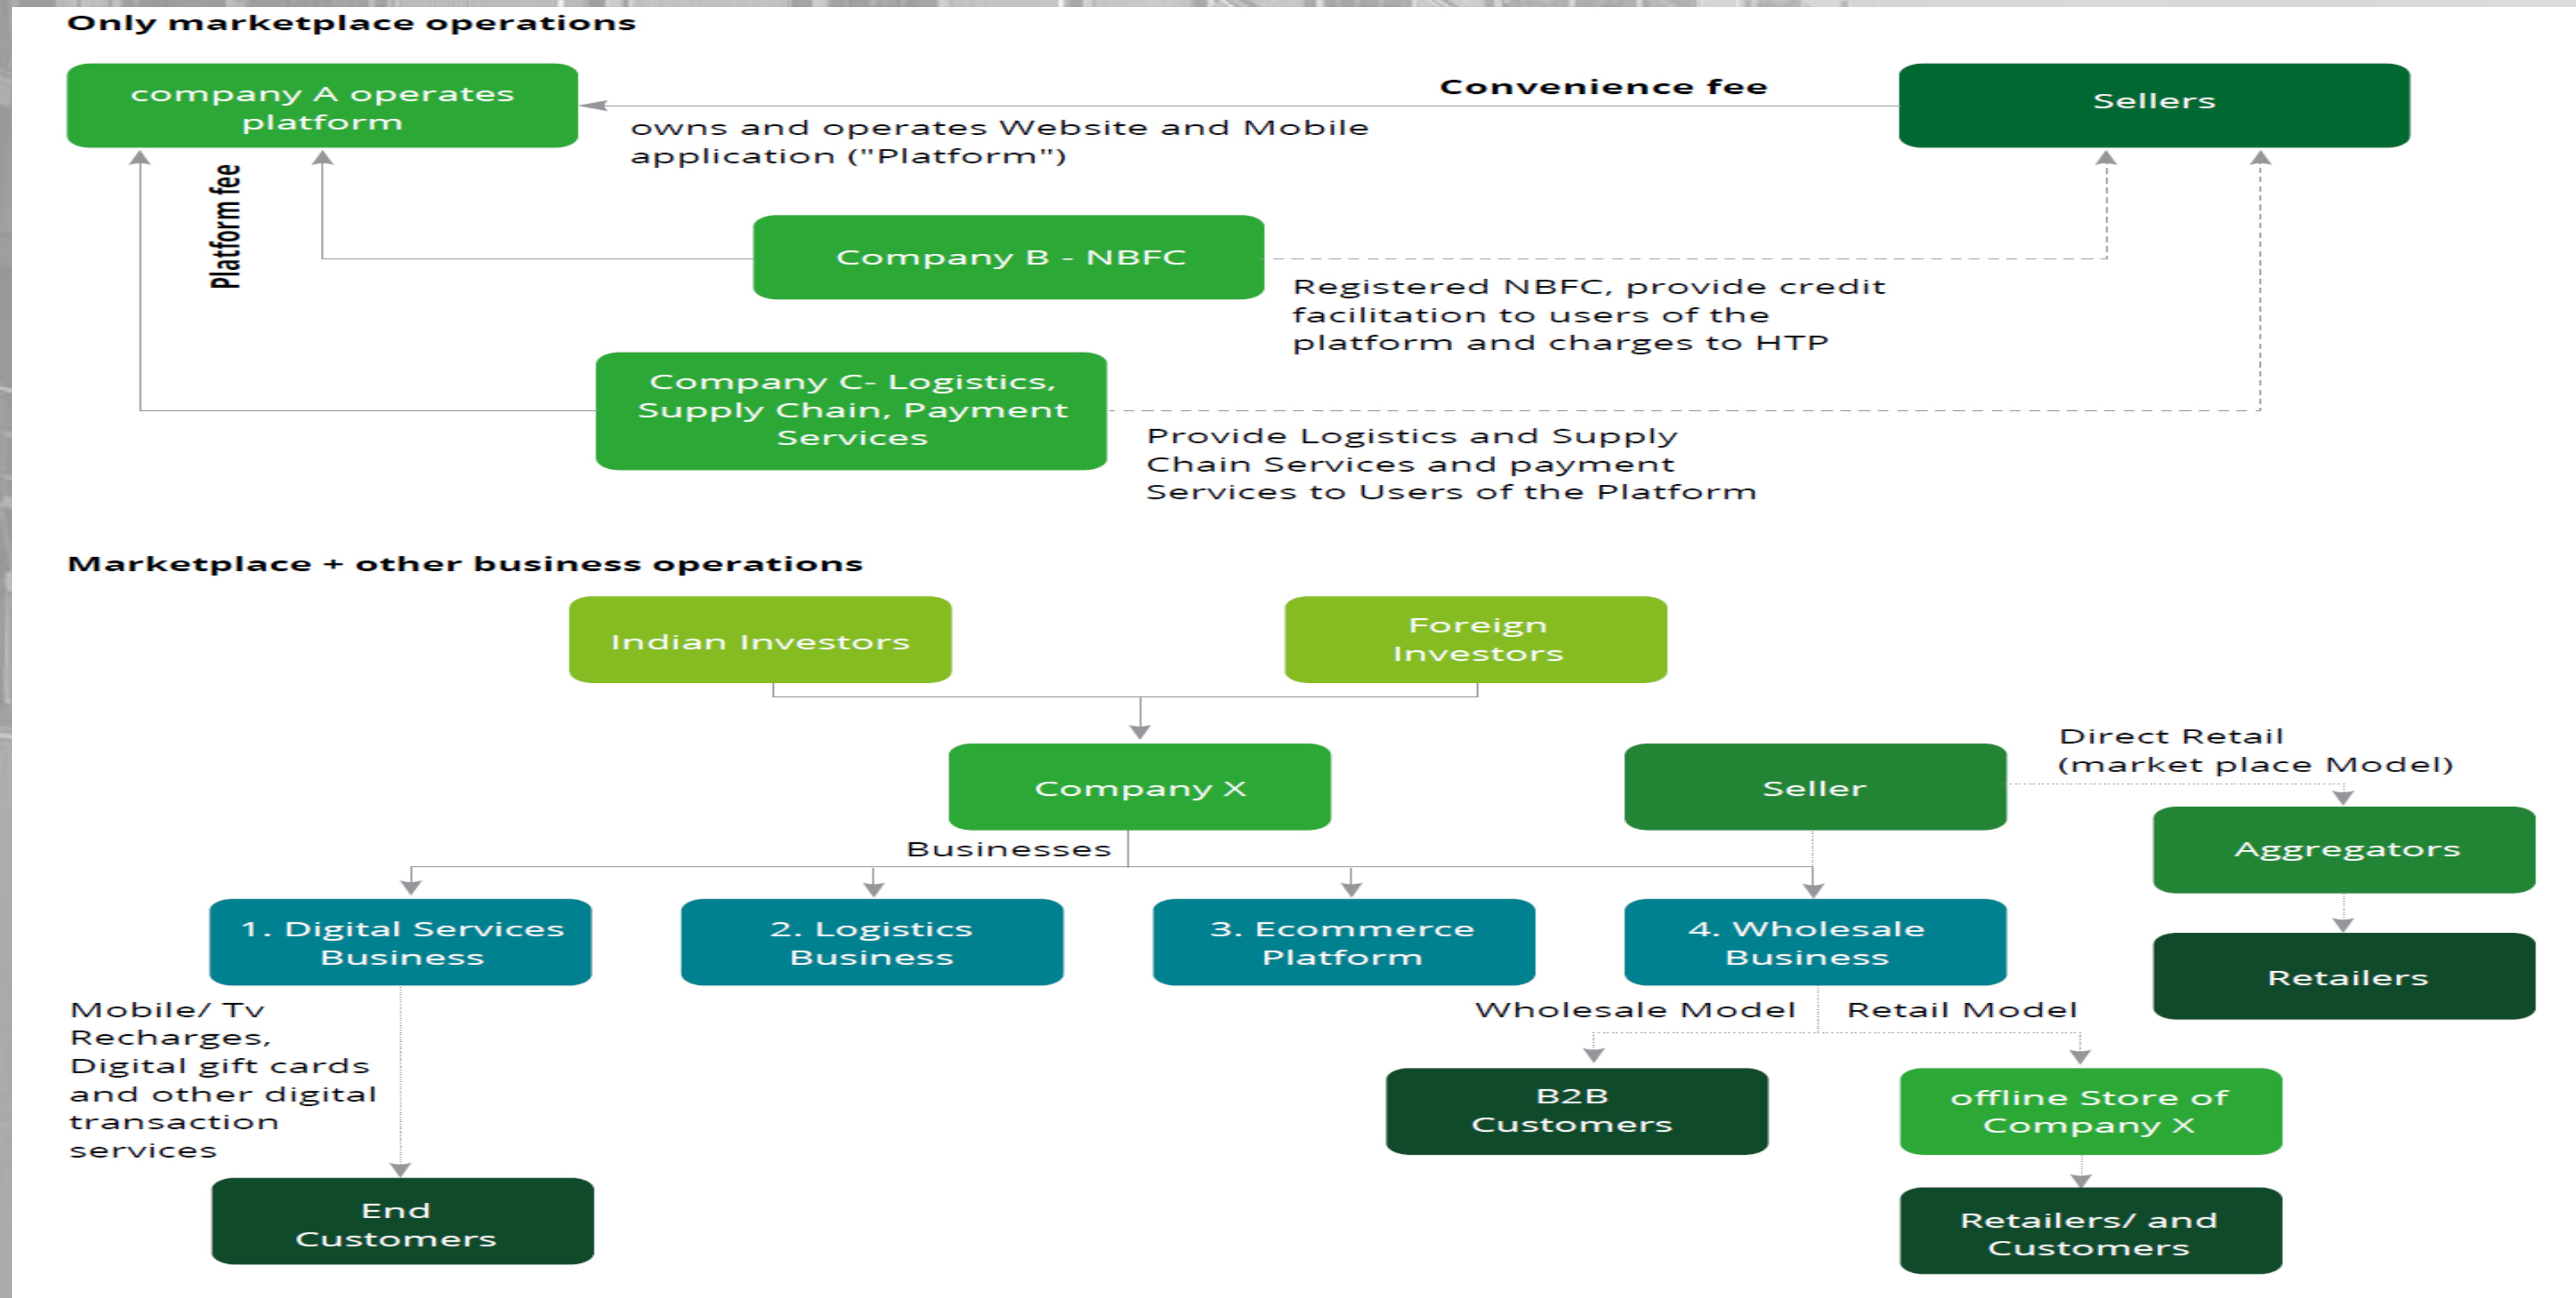 Only marketplace operations
company A operates
platform
Convenience fee
Sellers
owns and operates Website and Mobile
application ("Platform")
Platform fee
Company B - NBFC
Registered NBFC, provide credit
facilitation to users of the
platform and charges to HTP
Company C- Logistics,
Supply Chain, Payment
Services
Provide Logistics and Supply
Chain Services and payment
Services to Users of the Platform
Marketplace + other business operations
Indian Investors
Foreign
Investors
Company X
Seller
Direct Retail
(market place Model)
Aggregators
Retailers
Businesses
1. Digital Services
Business
2. Logistics
Business
3. Ecommerce
Platform
4. Wholesale
Business
Mobile/ Tv
Recharges,
Digital gift cards
and other digital
transaction
services
Wholesale Model
Retail Model
B2B
Customers
offline Store of
Company X
End
Customers
Retailers/ and
Customers